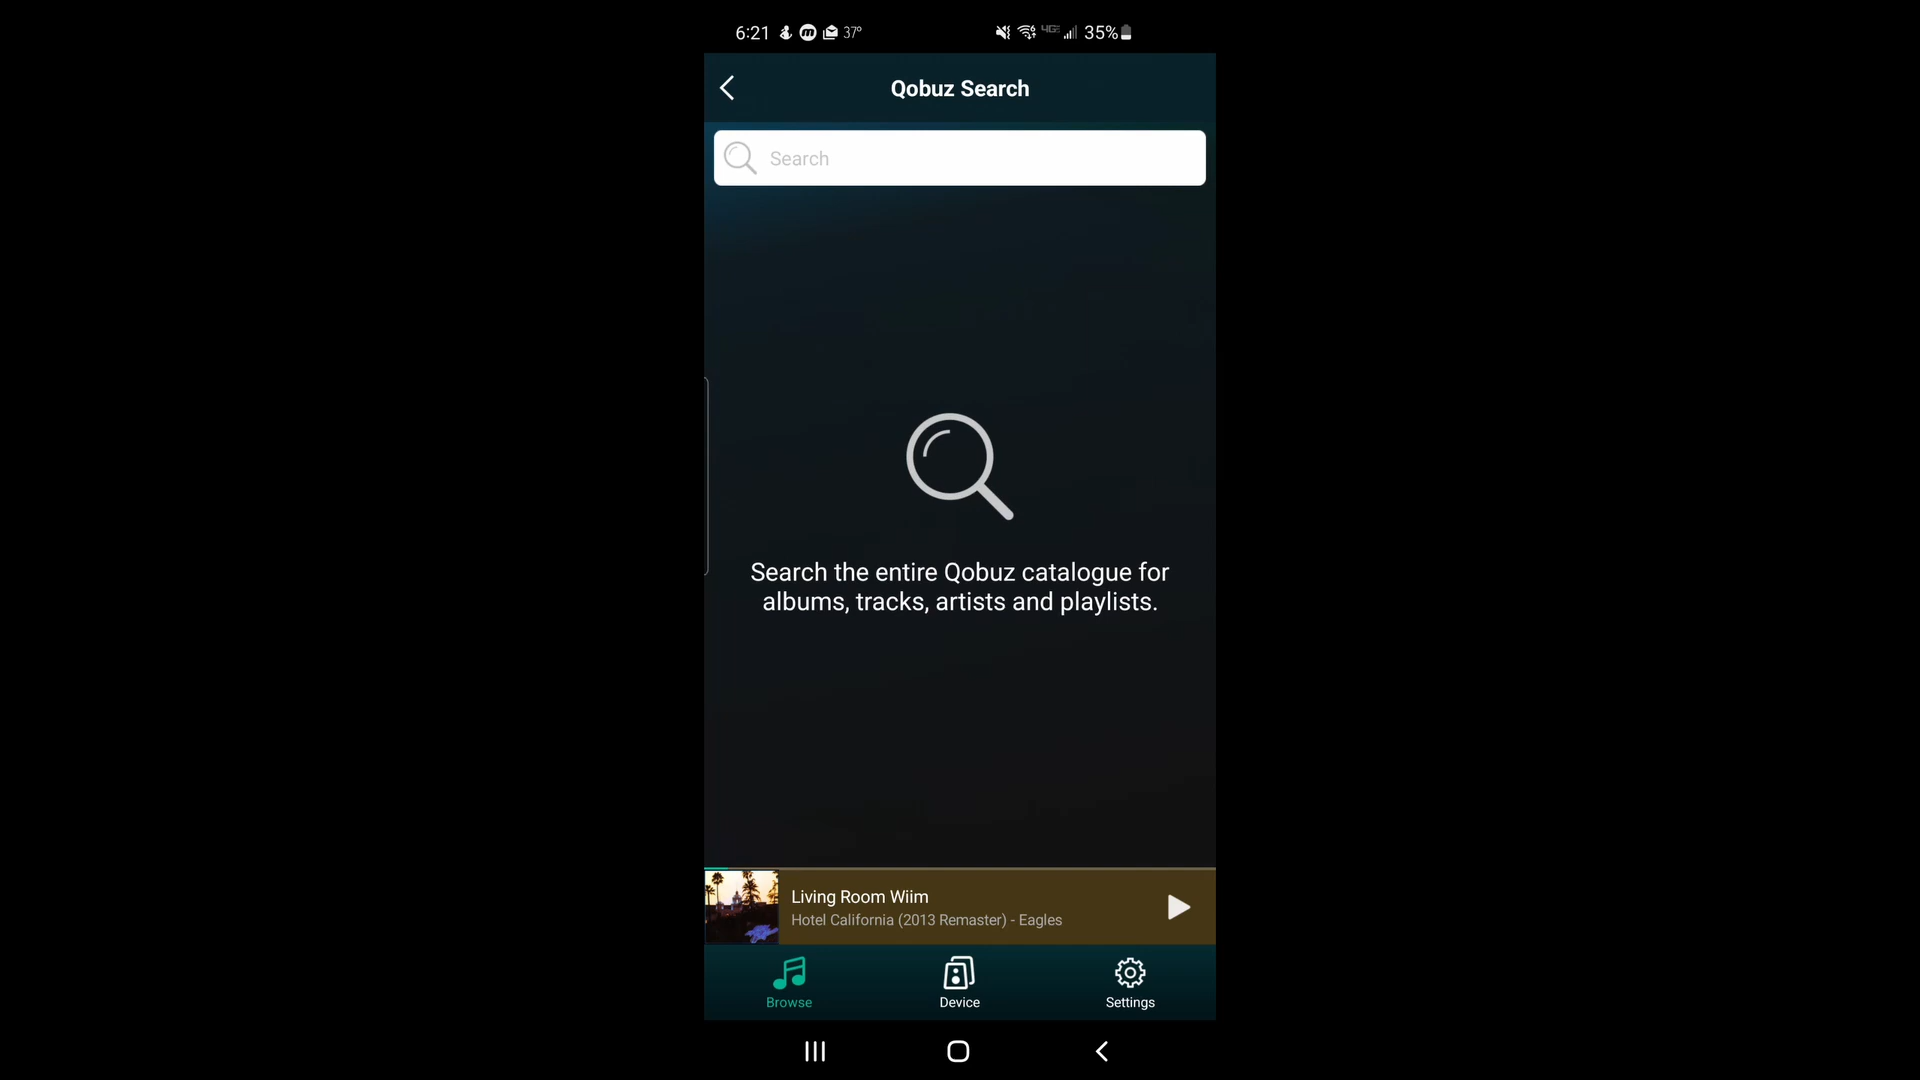 6:21 37° 4GE 35%
Qobuz Search
Search
Search the entire Qobuz catalogue for
albums, tracks, artists and playlists.
Living Room Wiim
Hotel California (2013 Remaster) - Eagles
Browse Device Settings